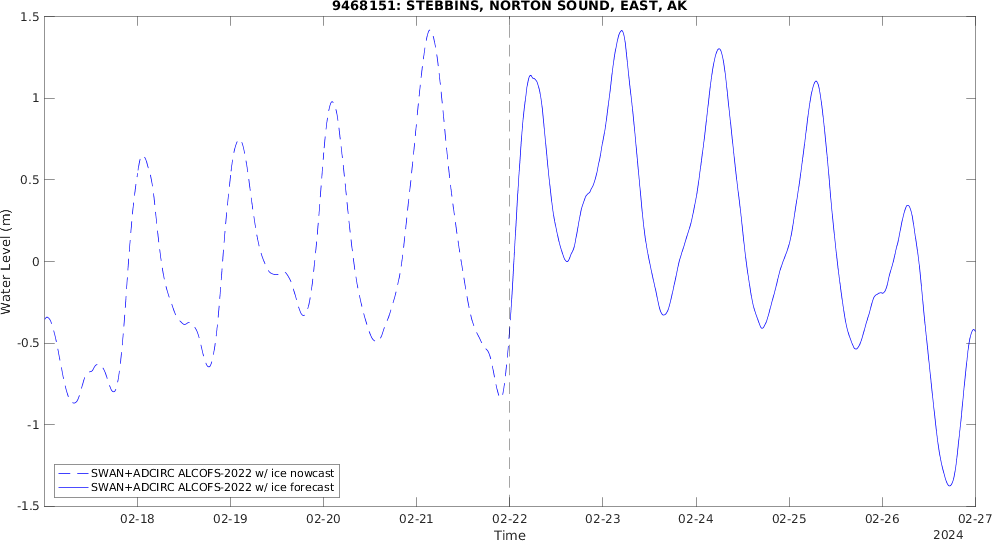 9468151: STEBBINS, NORTON SOUND, EAST, AK
1.5
1
0.5
0
-0.5
-1
-1.5
Water Level (m)
SWAN+ADCIRC ALCOFS-2022 w/ ice nowcast
SWAN+ADCIRC ALCOFS-2022 w/ ice forecast
02-18 02-19 02-20 02-21 02-22 02-23 02-24 02-25 02-26 02-27
Time
2024